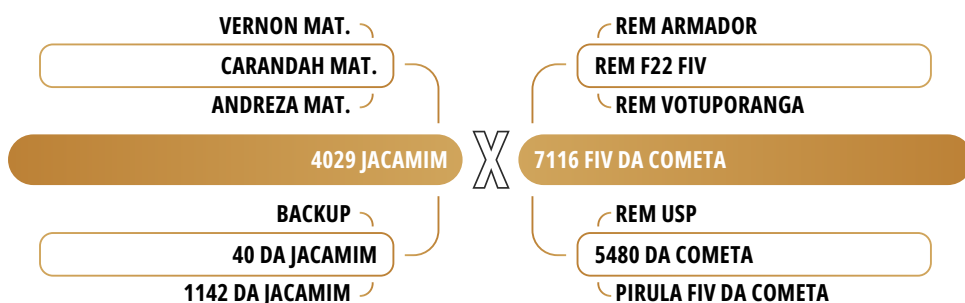 VERNON MAT.
CARANDAH MAT.
ANDREZA MAT.
4029 JACAMIM
BACKUP
40 DA JACAMIM
1142 DA JACAMIM
X
REM ARMADOR
REM F22 FIV
REM VOTUPORANGA
7116 FIV DA COMETA
REM USP
5480 DA COMETA
PIRULA FIV DA COMETA